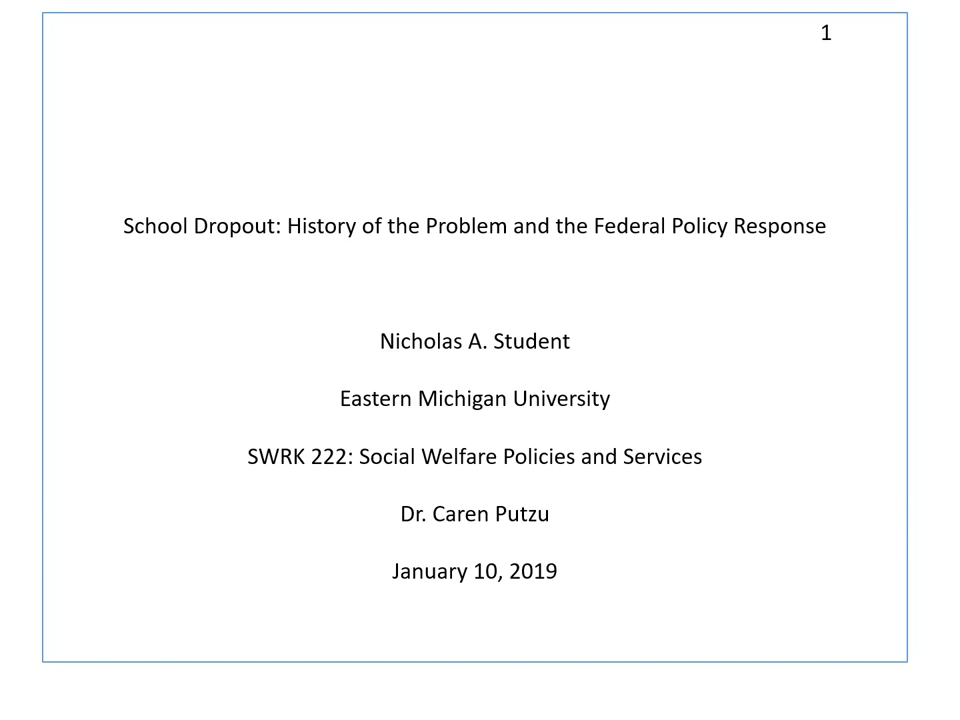 1
School Dropout: History of the Problem and the Federal Policy Response
Nicholas A. Student
Eastern Michigan University
SWRK 222: Social Welfare Policies and Services
Dr. Caren Putzu
January 10, 2019